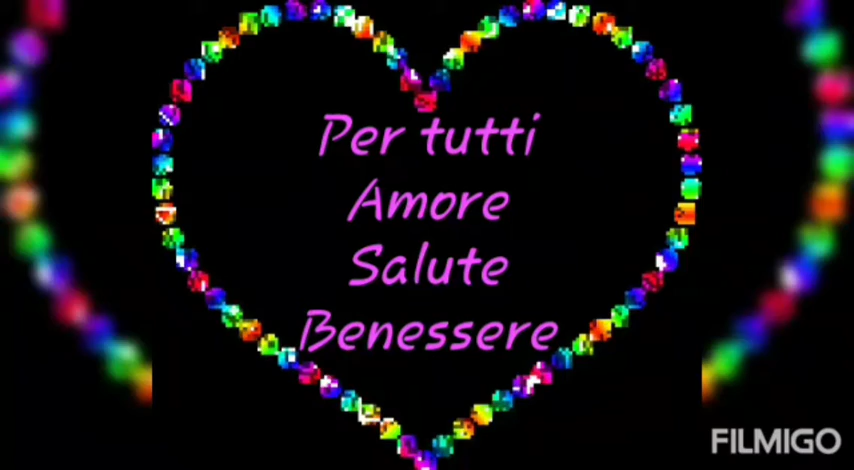 Per tutti
Amore
Salute
Benessere
FILMIGO